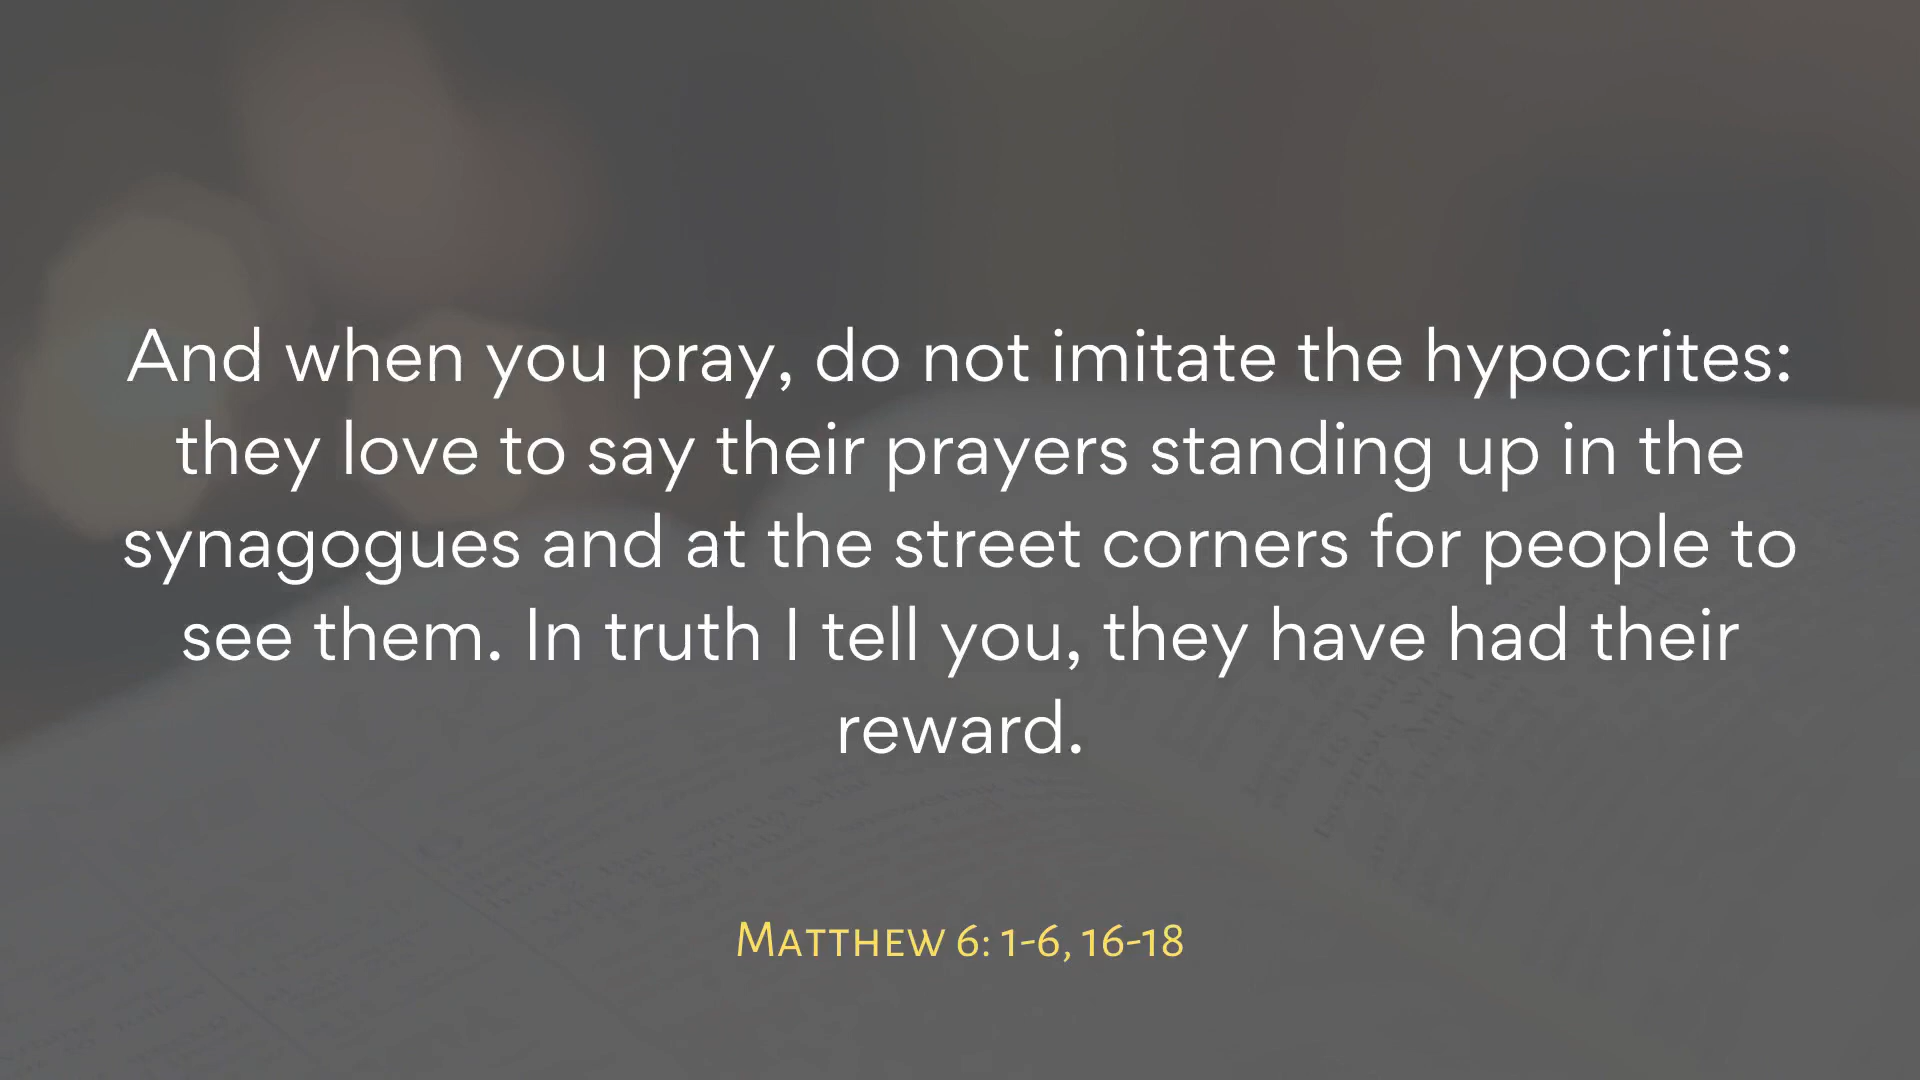 And when you pray, do not imitate the hypocrites:
they love to say their prayers standing up in the
synagogues and at the street corners for people to
see them. In truth I tell you, they have had their
reward.
Matthew 6: 1-6, 16-18